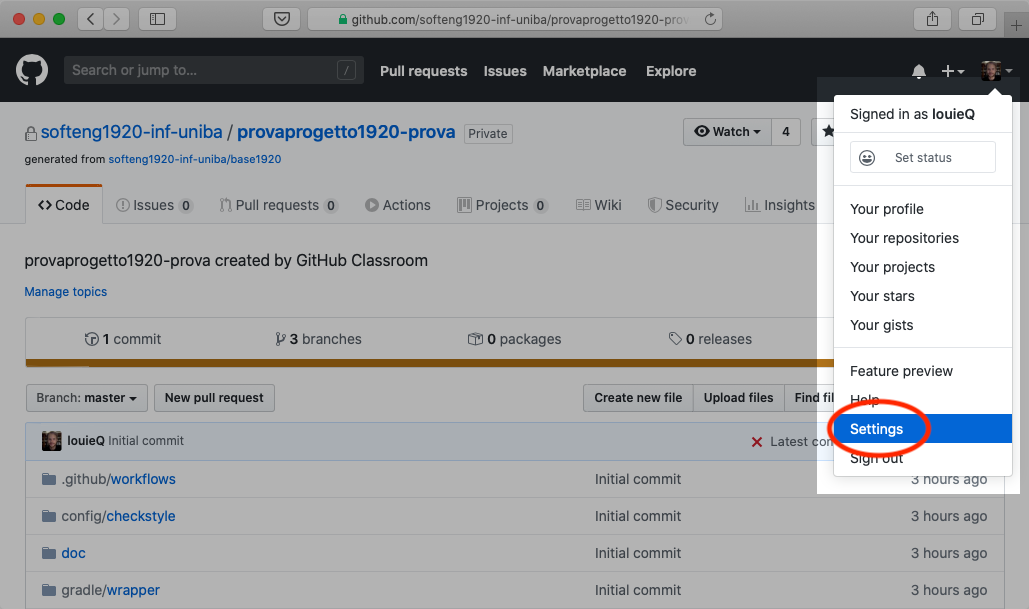 github.com/softeng1920-inf-uniba/provaprogetto1920-prov
Search or jump to... /
Pull requests Issues Marketplace Explore
softeng1920-inf-uniba / provaprogetto1920-prova Private
Watch 4
generated from softeng1920-inf-uniba/base1920
Code Issues 0 Pull requests 0 Actions Projects 0 Wiki Security Insights
provaprogetto1920-prova created by GitHub Classroom
Manage topics
1 commit 3 branches 0 packages 0 releases
Branch: master New pull request Create new file Upload files Find fil
louieQ Initial commit Latest com
.github/workflows Initial commit 3 hours ago
config/checkstyle Initial commit 3 hours ago
doc Initial commit 3 hours ago
gradle/wrapper Initial commit 3 hours ago
Signed in as louieQ
Set status
Your profile
Your repositories
Your projects
Your stars
Your gists
Feature preview
Help
Settings
Sign out